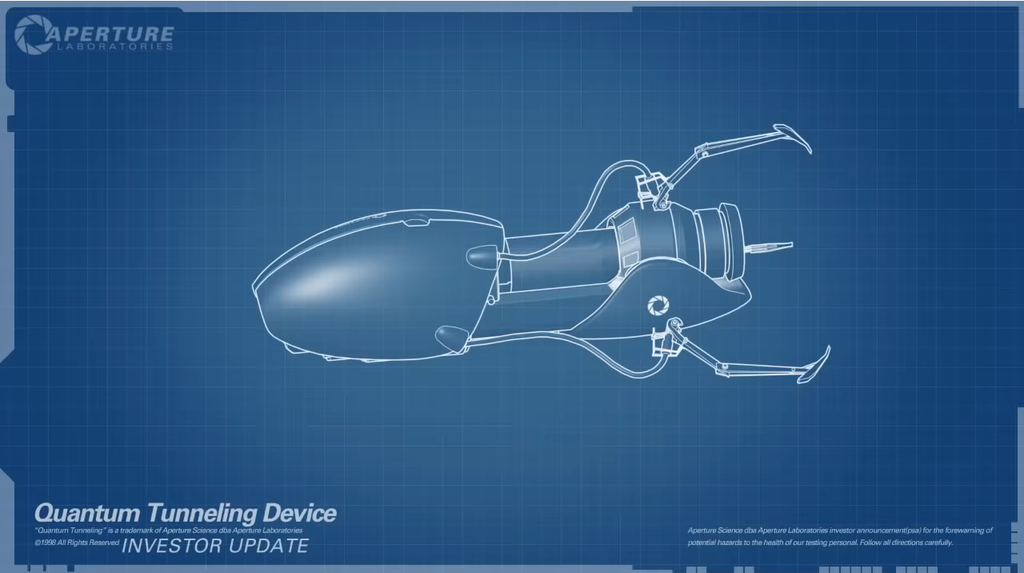 APERTURE
LABORATORIES
Quantum Tunneling Device
"Quantum Tunneling" is a trademark of Aperture Science dba Aperture Laboratories
©1998 All Rights Reserved INVESTOR UPDATE
Aperture Science dba Aperture Laboratories investor announcement(psa) for the forewarning of
potential hazards to the health of our testing personal. Follow all directions carefully.